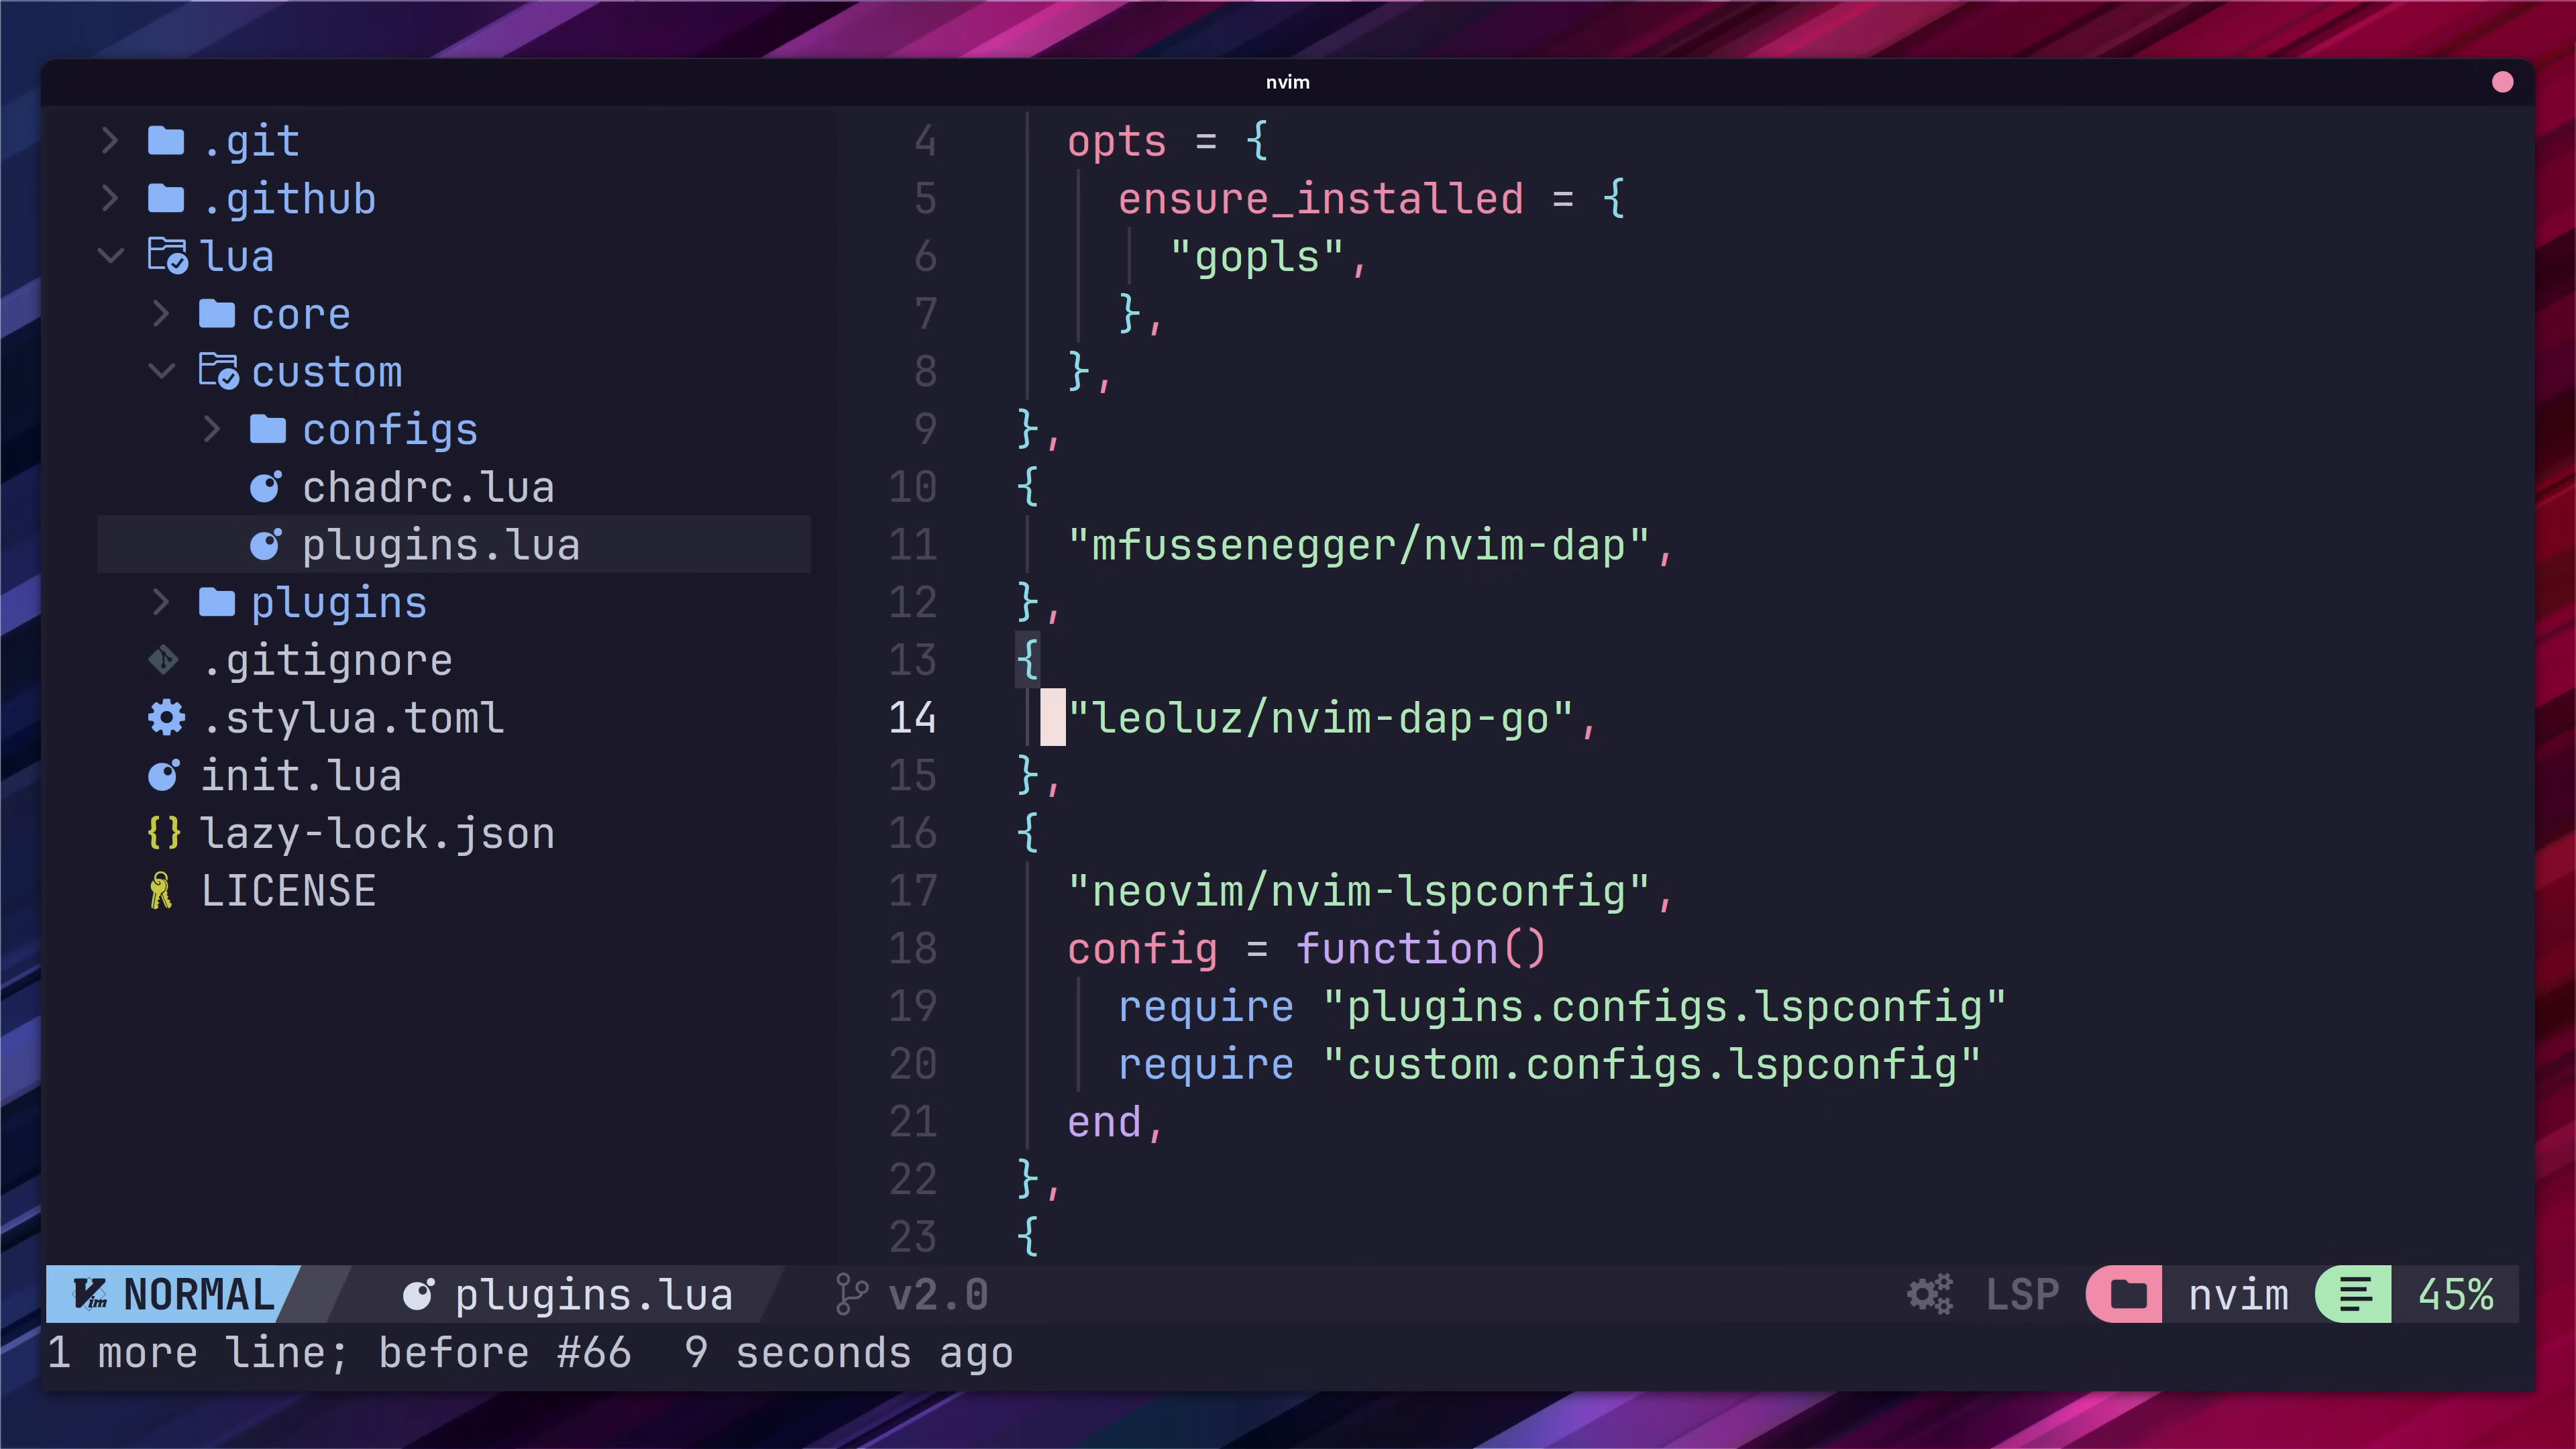 nvim
.git
.github
lua
core
custom
configs
chadrc.lua
plugins.lua
plugins
.gitignore
.stylua.toml
init.lua
lazy-lock.json
LICENSE
4 opts = {
5 ensure_installed = {
6 "gopls",
7 },
8 },
9 },
10 {
11 "mfussenegger/nvim-dap",
12 },
13 {
14 "leoluz/nvim-dap-go",
15 },
16 {
17 "neovim/nvim-lspconfig",
18 config = function()
19 require "plugins.configs.lspconfig"
20 require "custom.configs.lspconfig"
21 end,
22 },
23 {
NORMAL plugins.lua v2.0 LSP nvim 45%
1 more line; before #66 9 seconds ago